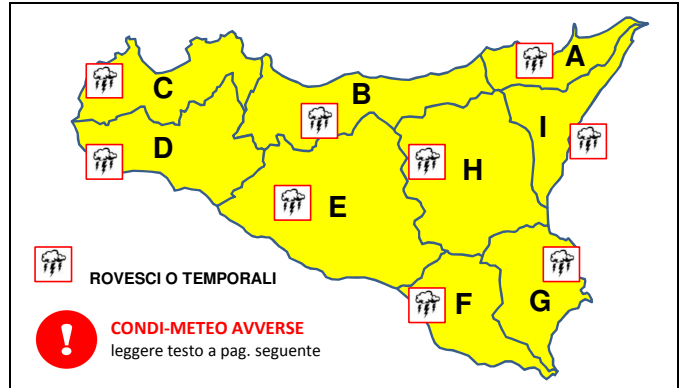 A
C
B
I
D
H
E
F
G
ROVESCI O TEMPORALI
!
CONDI-METEO AVVERSE
leggere testo a pag. seguente